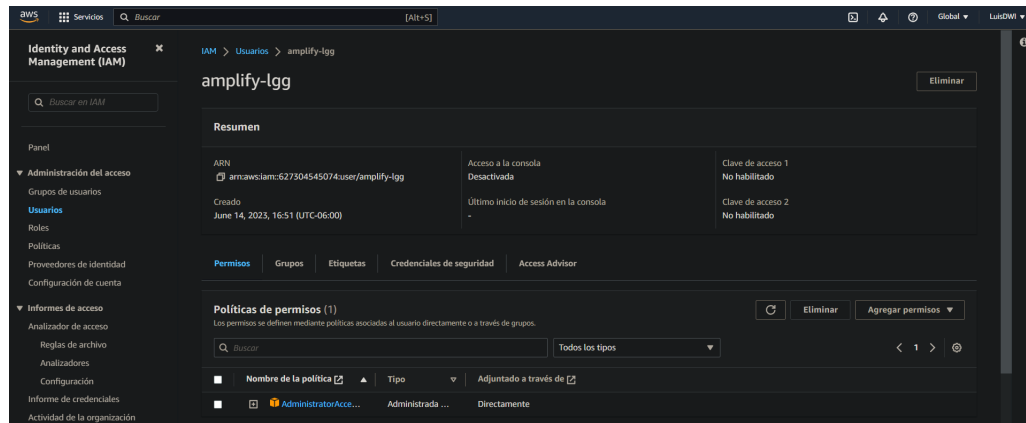 aws
Servicios
Buscar
[Alt+S]
Global
LuisDWI
Identity and Access
Management (IAM)
Buscar en IAM
Panel
Administración del acceso
Grupos de usuarios
Usuarios
Roles
Políticas
Proveedores de identidad
Configuración de cuenta
Informes de acceso
Analizador de acceso
Reglas de archivo
Analizadores
Configuración
Informe de credenciales
Actividad de la organización
IAM > Usuarios > amplify-lgg
amplify-lgg
Eliminar
Resumen
ARN
arn:aws:iam::627304545074:user/amplify-lgg
Acceso a la consola
Desactivada
Clave de acceso 1
No habilitado
Creado
June 14, 2023, 16:51 (UTC-06:00)
Último inicio de sesión en la consola
-
Clave de acceso 2
No habilitado
Permisos
Grupos
Etiquetas
Credenciales de seguridad
Access Advisor
Políticas de permisos (1)
Los permisos se definen mediante políticas asociadas al usuario directamente o a través de grupos.
Eliminar
Agregar permisos
Buscar
Todos los tipos
< 1 >
Nombre de la política
Tipo
Adjuntado a través de
AdministratorAcce...
Administrada ...
Directamente